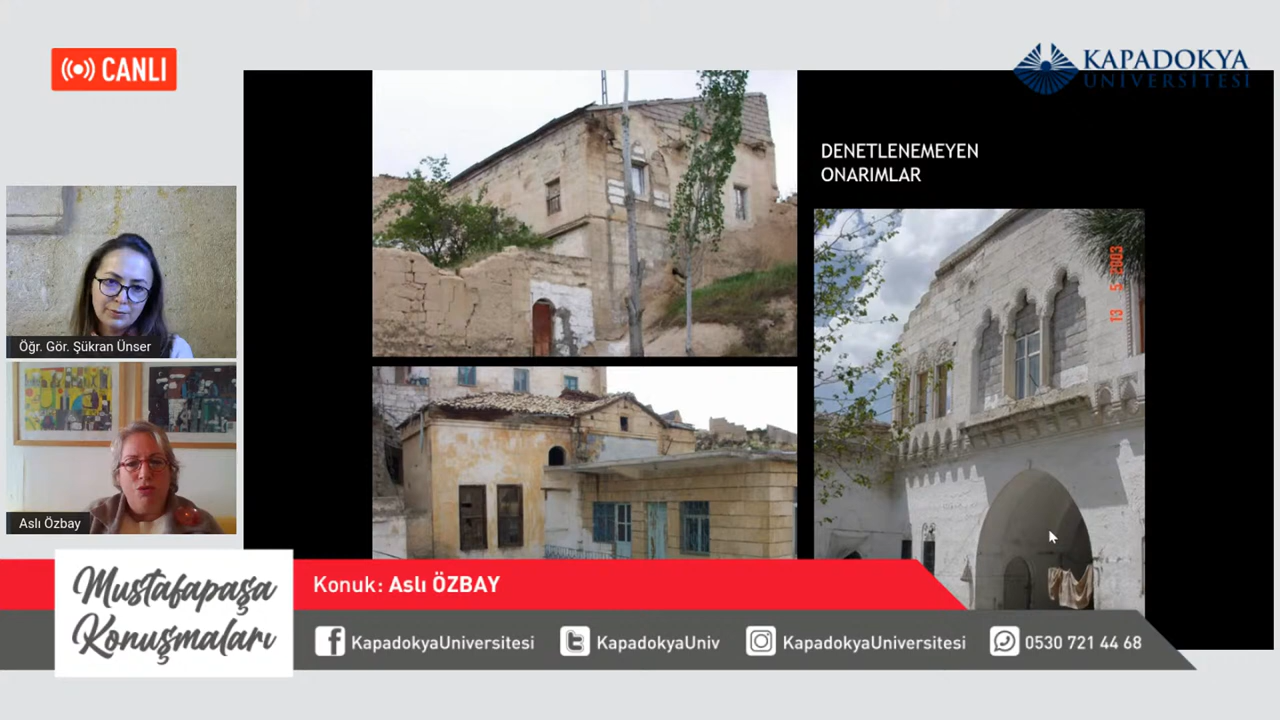 CANLI
KAPADOKYA
ÜNİVERSİTESİ
DENETLENEMEYEN
ONARIMLAR
13 5 2003
Öğr. Gör. Şükran Ünser
Aslı Özbay
Mustafapaşa
Konuşmaları
Konuk: Aslı ÖZBAY
KapadokyaUniversitesi
KapadokyaUniv
KapadokyaUniversitesi
0530 721 44 68